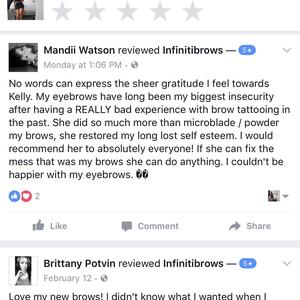 Mandii Watson reviewed Infinitibrows — 5★
Monday at 1:06 PM ·
No words can express the sheer gratitude I feel towards
Kelly. My eyebrows have long been my biggest insecurity
after having a REALLY bad experience with brow tattooing in
the past. She did so much more than microblade / powder
my brows, she restored my long lost self esteem. I would
recommend her to absolutely everyone! If she can fix the
mess that was my brows she can do anything. I couldn't be
happier with my eyebrows. ��
2
Like Comment Share
Brittany Potvin reviewed Infinitibrows — 5★
February 12 ·
Love my new brows! I didn't know what I wanted when I